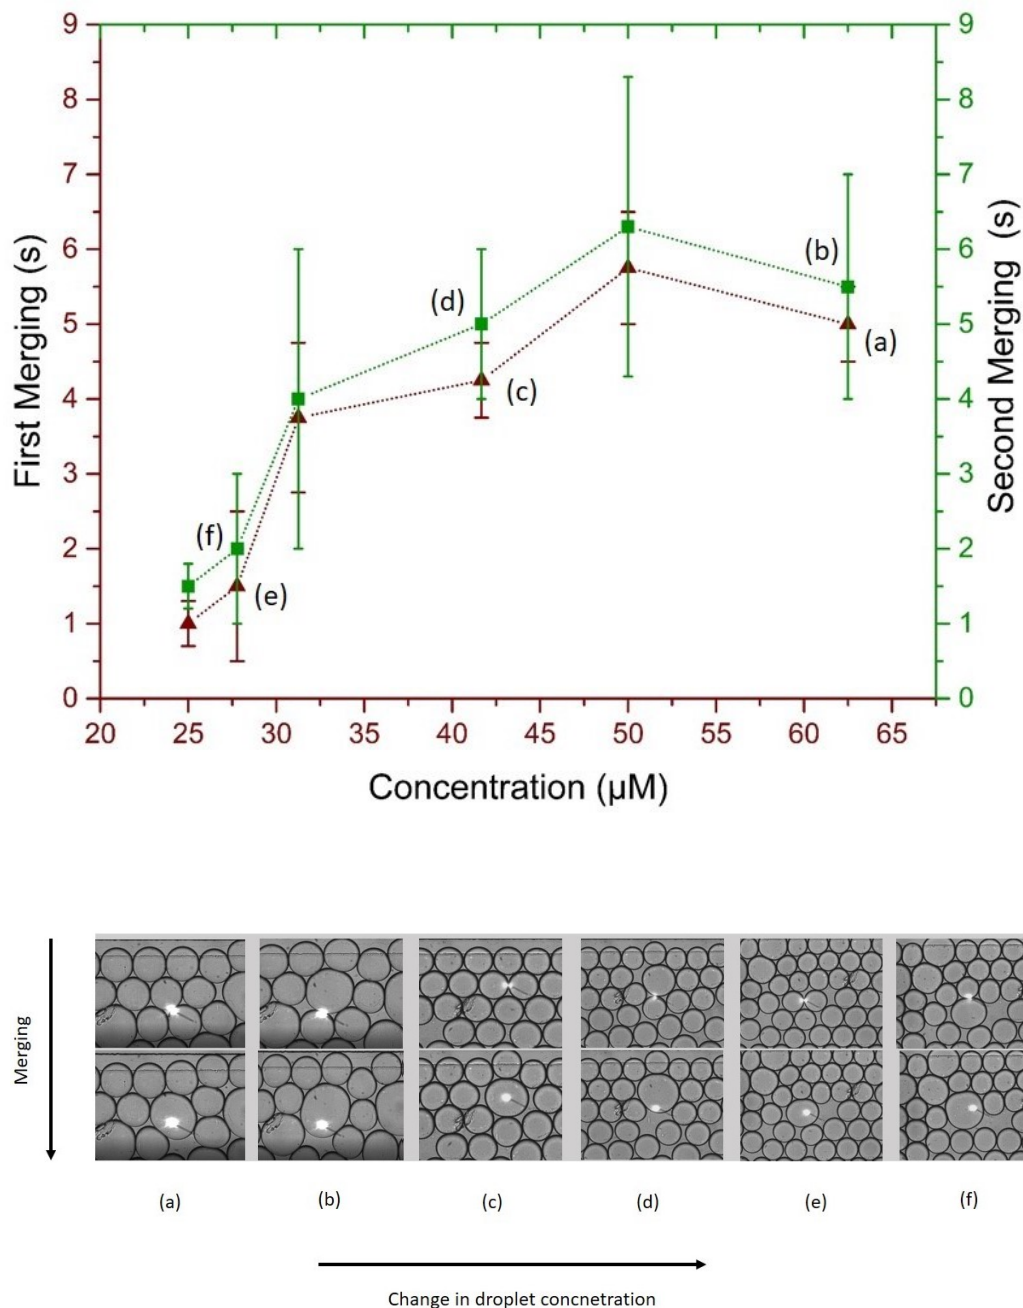 9
8
7
6
5
4
3
2
1
0
First Merging (s)
9
8
7
6
5
4
3
2
1
0
Second Merging (s)
(b)
(a)
(d)
(c)
(f)
(e)
20 25 30 35 40 45 50 55 60 65
Concentration (µM)
Merging
(a) (b) (c) (d) (e) (f)
Change in droplet concnetration